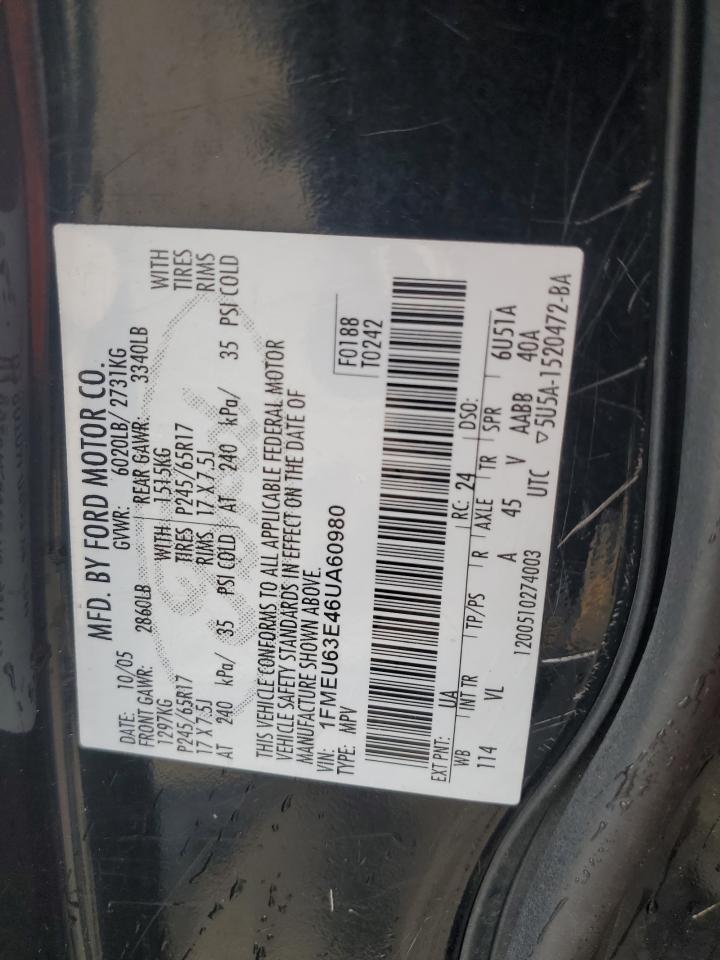 MFD. BY FORD MOTOR CO.
DATE: 10/05 GVWR: 6020LB/ 2731KG
FRONT GAWR: 2860LB REAR GAWR: 3340LB
1297KG WITH 1515KG WITH
P245/65R17 TIRES P245/65R17 TIRES
17 X 7.5J RIMS 17 X 7.5J RIMS
AT 240 kPa/ 35 PSI COLD AT 240 kPa/ 35 PSI COLD
THIS VEHICLE CONFORMS TO ALL APPLICABLE FEDERAL MOTOR
VEHICLE SAFETY STANDARDS IN EFFECT ON THE DATE OF
MANUFACTURE SHOWN ABOVE.
VIN: 1FMEU63E46UA60980
TYPE: MPV
F0188
T0242
EXT PNT: UA RC: 24 DSO:
WB INT TR TP/PS R AXLE TR SPR 6U51A
114 VL A 45 V AABB 40A
UTC ▽5U5A-1520472-BA
1200510274003